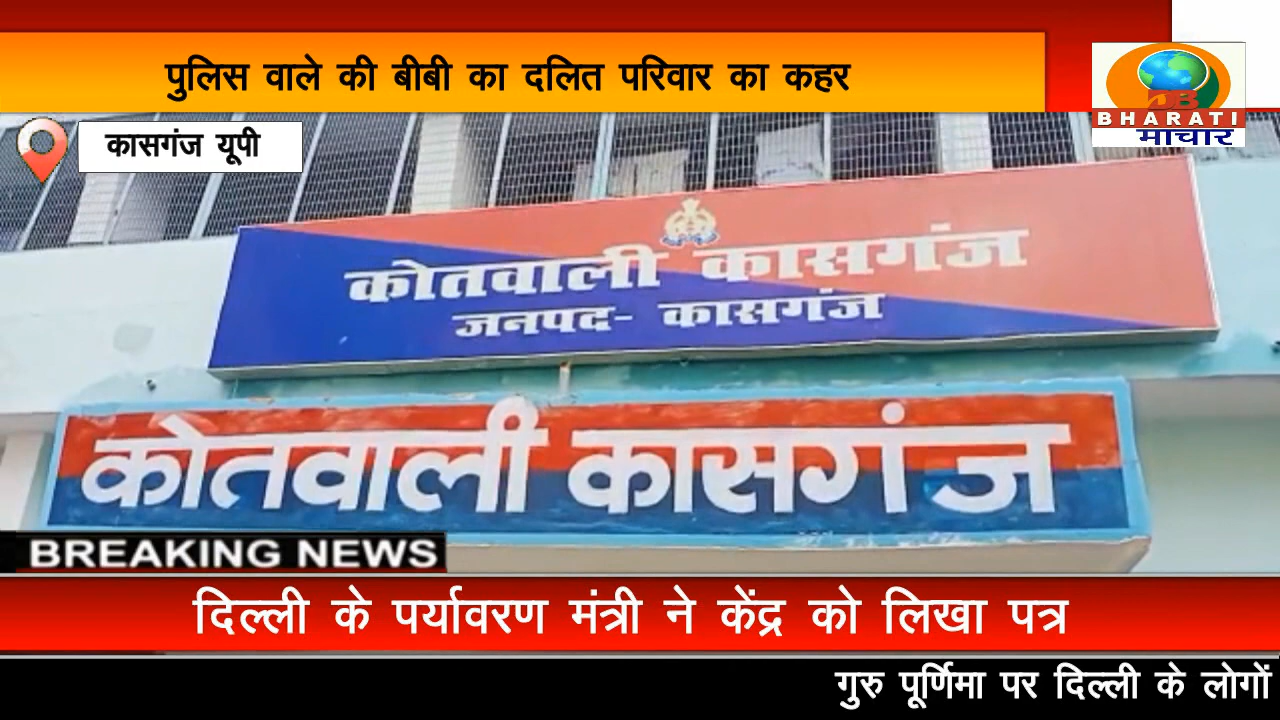 पुलिस वाले की बीबी का दलित परिवार का कहर
BHARATI
माचार
कासगंज यूपी
कोतवाली कासगंज
जनपद- कासगंज
कोतवाली कासगंज
BREAKING NEWS
दिल्ली के पर्यावरण मंत्री ने केंद्र को लिखा पत्र
गुरु पूर्णिमा पर दिल्ली के लोगों